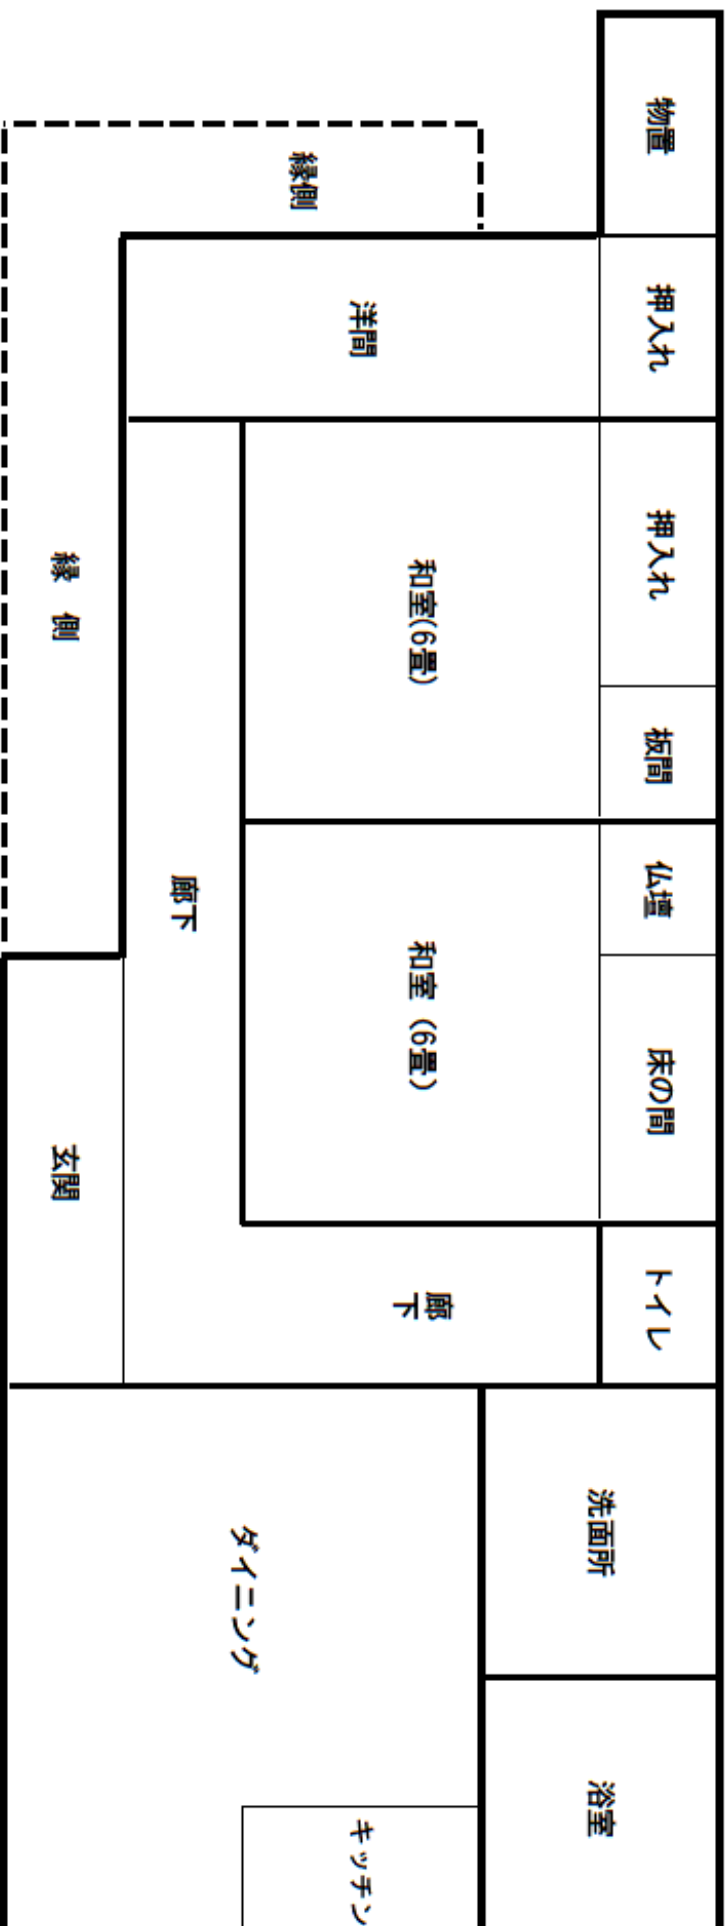 物置
押入れ
押入れ
板間
仏壇
床の間
トイレ
洗面所
浴室
縁側
洋間
和室(6畳)
和室（6畳）
廊下
キッチン
縁　側
廊下
玄関
ダイニング